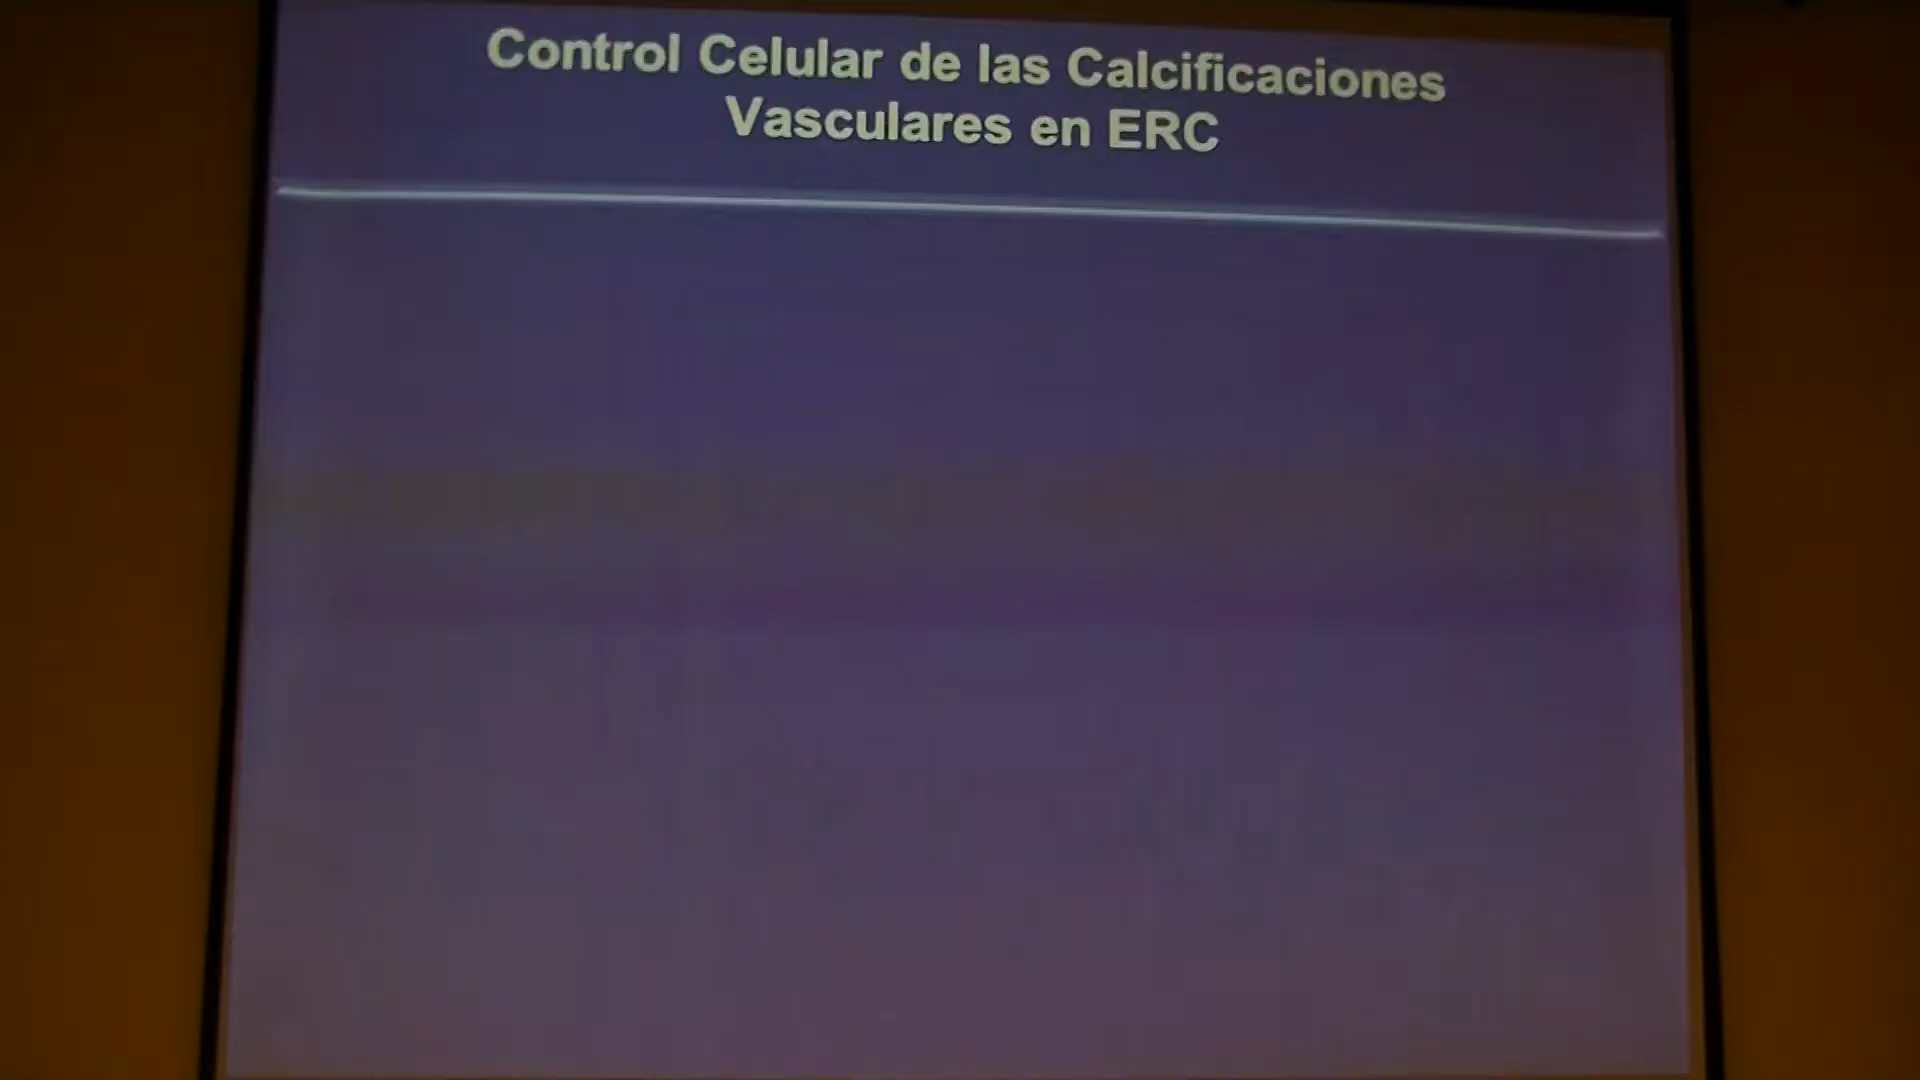 Control Celular de las Calcificaciones
Vasculares en ERC